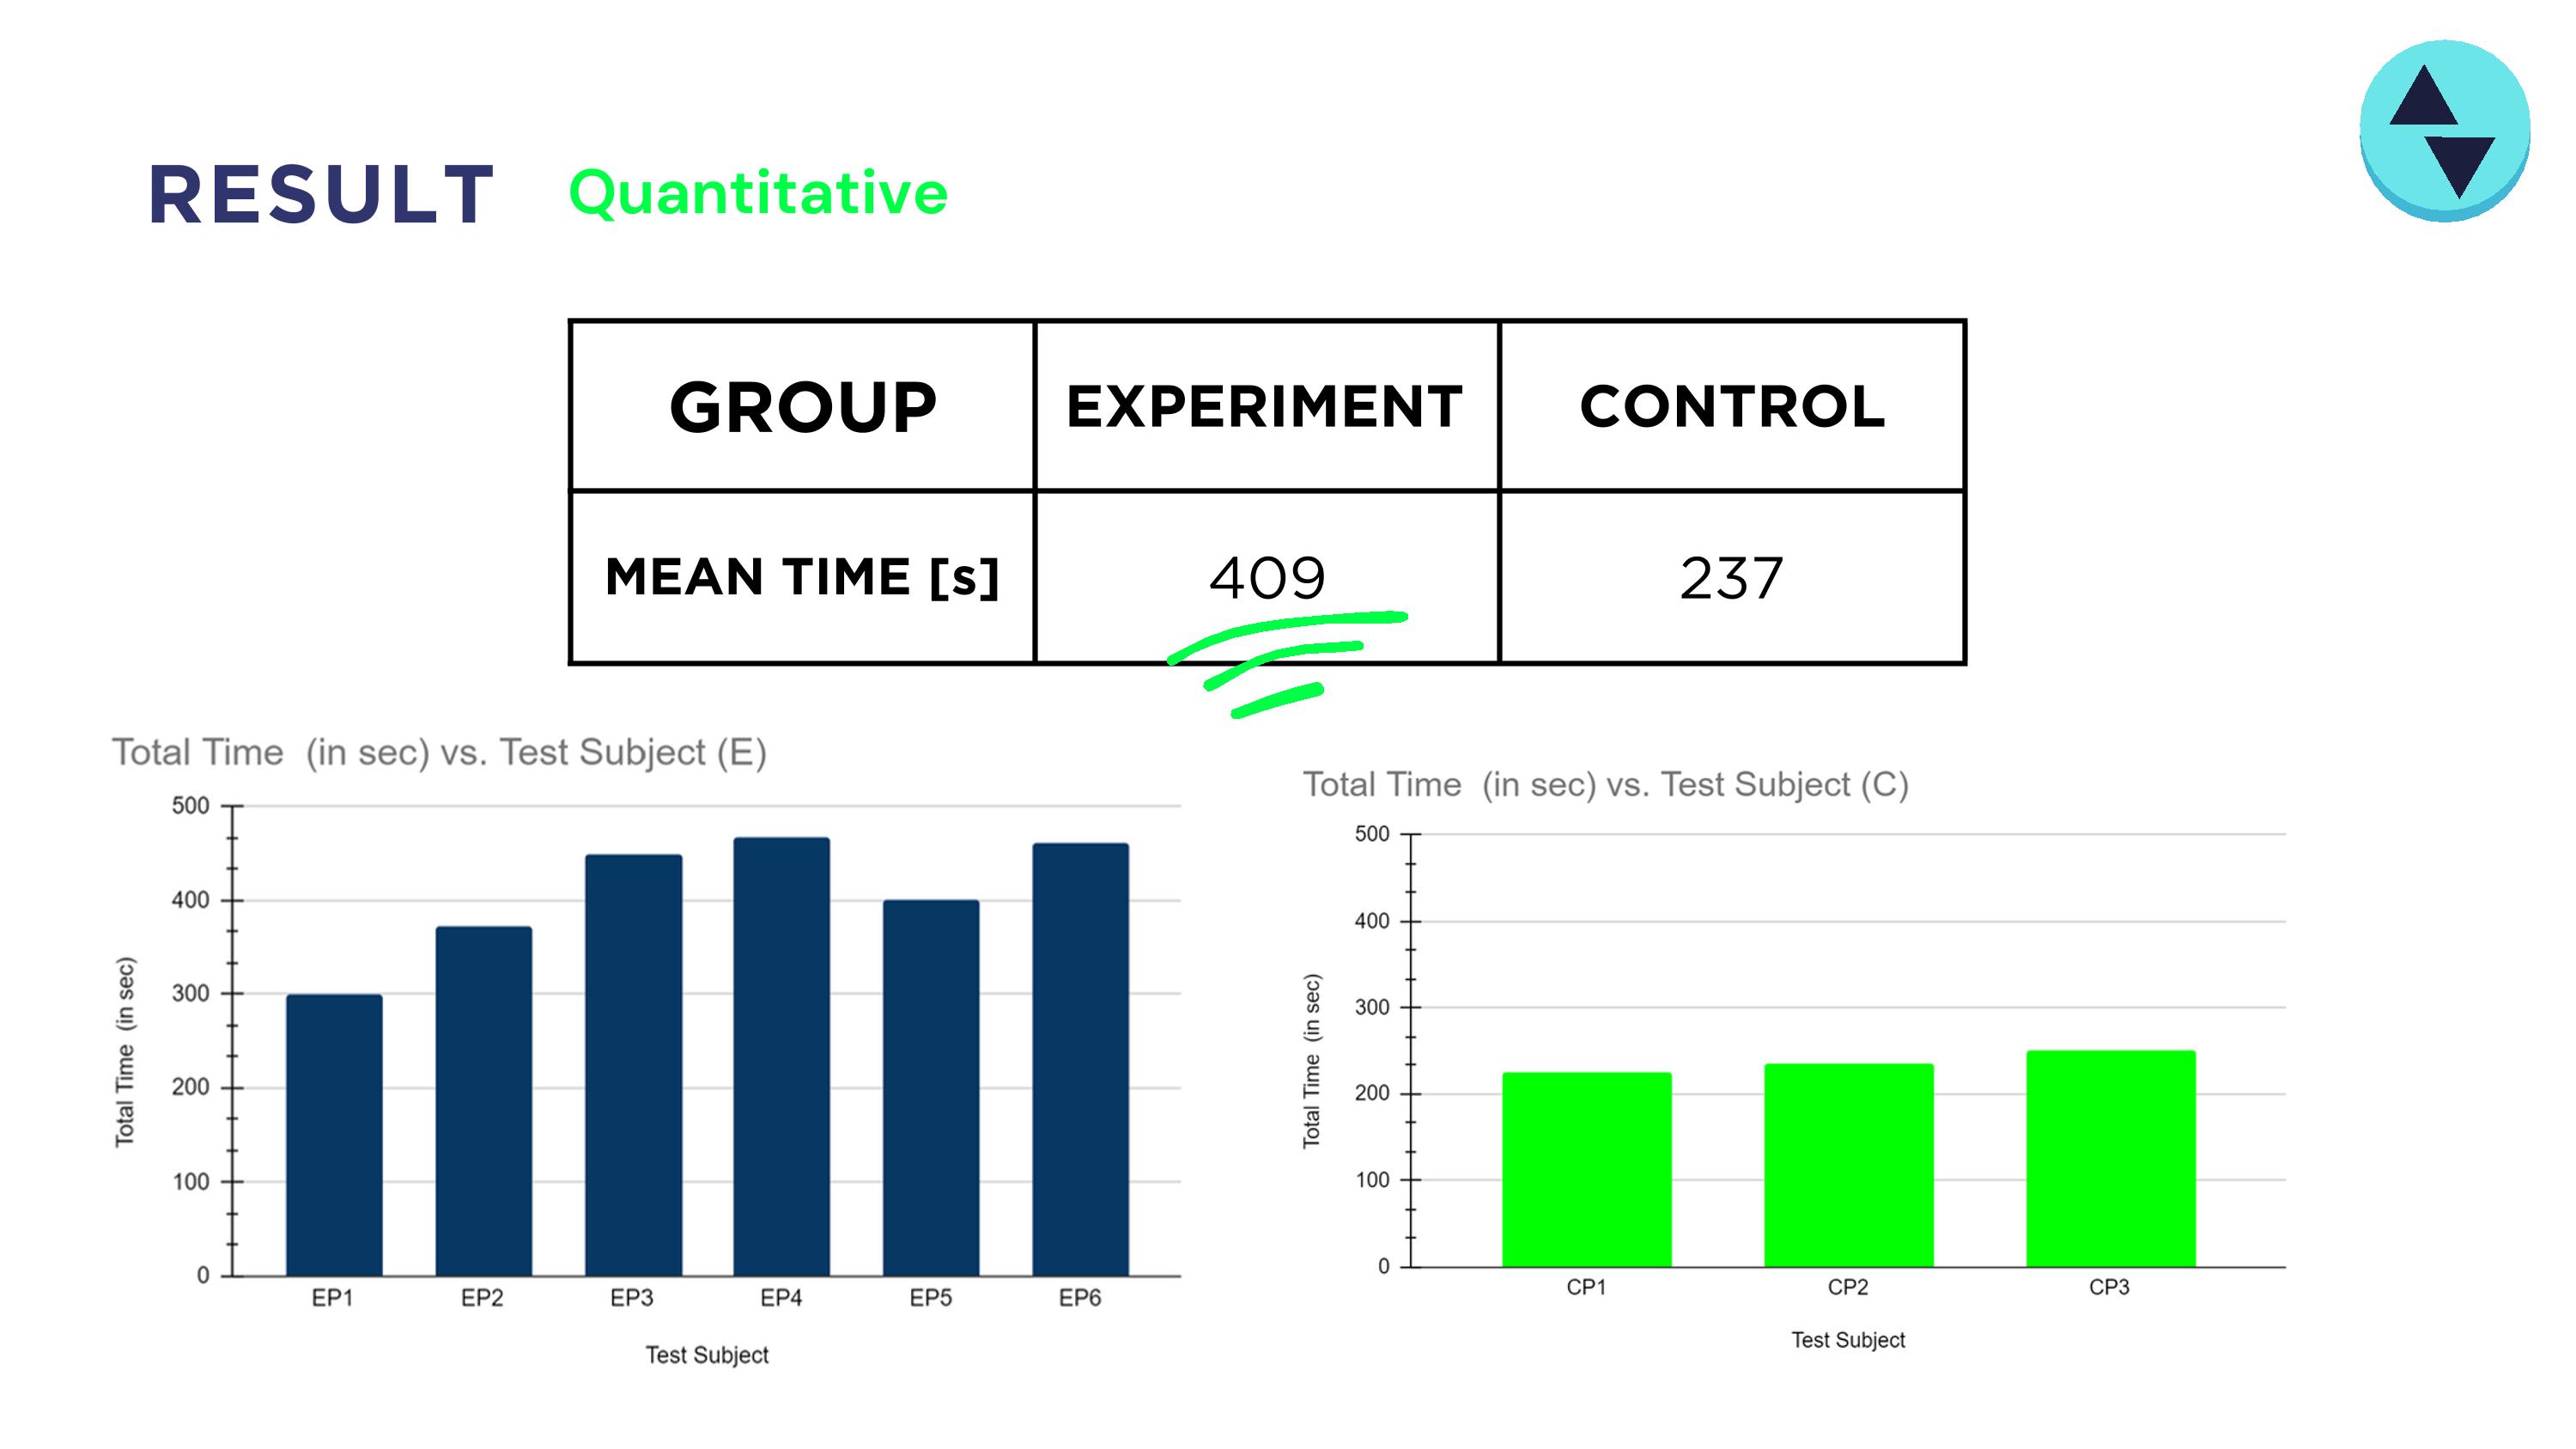 RESULT Quantitative
GROUP EXPERIMENT CONTROL
MEAN TIME [s] 409 237
Total Time (in sec) vs. Test Subject (E)
500
400
300
200
100
0
Total Time (in sec)
EP1 EP2 EP3 EP4 EP5 EP6
Test Subject
Total Time (in sec) vs. Test Subject (C)
500
400
300
200
100
0
Total Time (in sec)
CP1 CP2 CP3
Test Subject